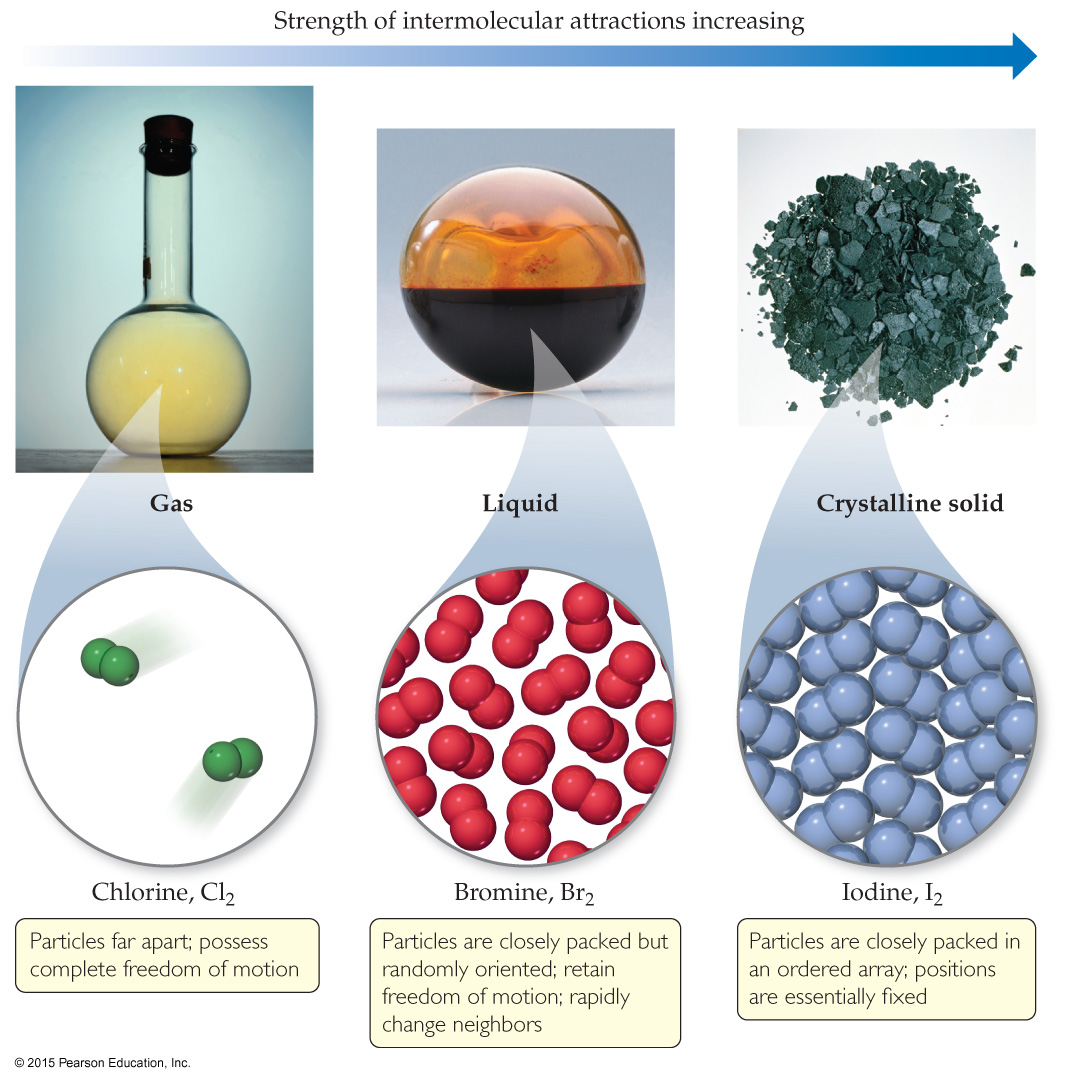 Strength of intermolecular attractions increasing
Gas
Liquid
Crystalline solid
Chlorine, Cl₂
Bromine, Br₂
Iodine, I₂
Particles far apart; possess
complete freedom of motion
Particles are closely packed but
randomly oriented; retain
freedom of motion; rapidly
change neighbors
Particles are closely packed in
an ordered array; positions
are essentially fixed
© 2015 Pearson Education, Inc.